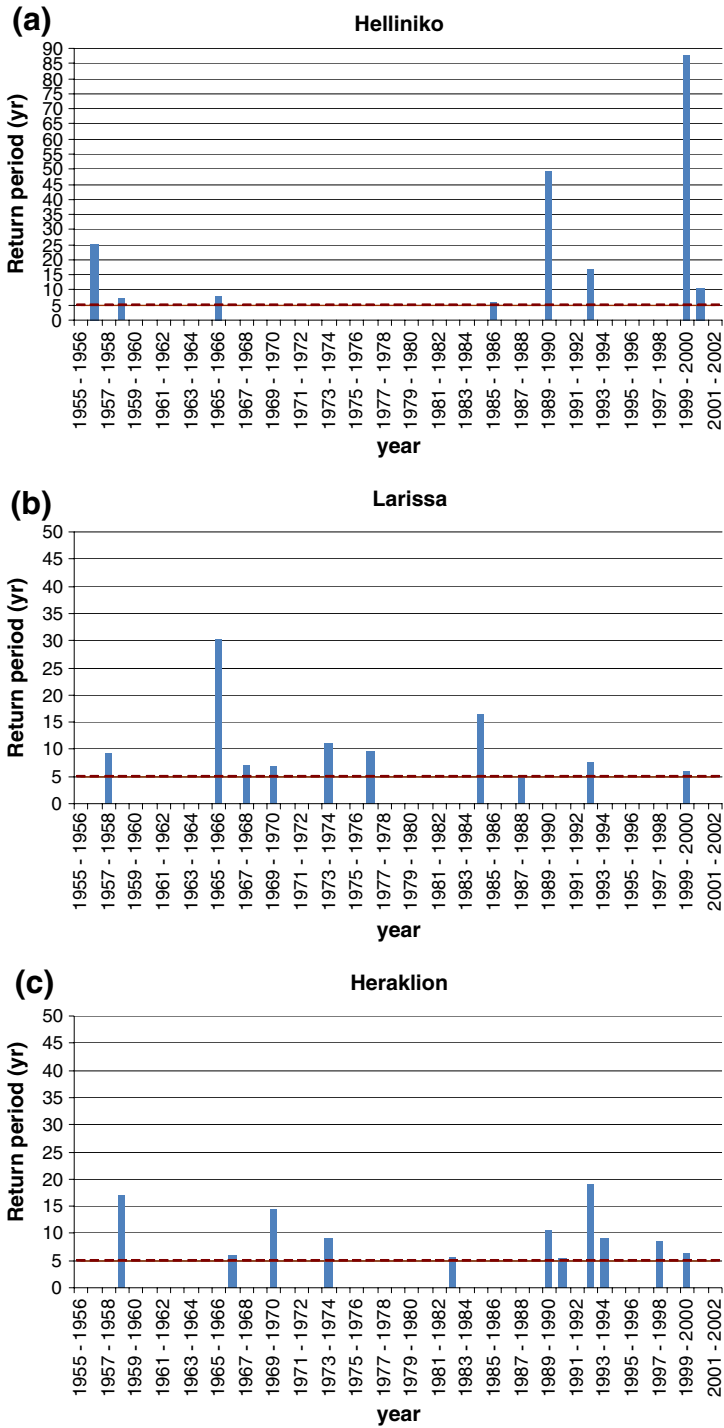 (a)
Helliniko
Return period (yr)
90
85
80
75
70
65
60
55
50
45
40
35
30
25
20
15
10
5
0
1955 - 1956
1957 - 1958
1959 - 1960
1961 - 1962
1963 - 1964
1965 - 1966
1967 - 1968
1969 - 1970
1971 - 1972
1973 - 1974
1975 - 1976
1977 - 1978
1979 - 1980
1981 - 1982
1983 - 1984
1985 - 1986
1987 - 1988
1989 - 1990
1991 - 1992
1993 - 1994
1995 - 1996
1997 - 1998
1999 - 2000
2001 - 2002
year
(b)
Larissa
Return period (yr)
50
45
40
35
30
25
20
15
10
5
0
1955 - 1956
1957 - 1958
1959 - 1960
1961 - 1962
1963 - 1964
1965 - 1966
1967 - 1968
1969 - 1970
1971 - 1972
1973 - 1974
1975 - 1976
1977 - 1978
1979 - 1980
1981 - 1982
1983 - 1984
1985 - 1986
1987 - 1988
1989 - 1990
1991 - 1992
1993 - 1994
1995 - 1996
1997 - 1998
1999 - 2000
2001 - 2002
year
(c)
Heraklion
Return period (yr)
50
45
40
35
30
25
20
15
10
5
0
1955 - 1956
1957 - 1958
1959 - 1960
1961 - 1962
1963 - 1964
1965 - 1966
1967 - 1968
1969 - 1970
1971 - 1972
1973 - 1974
1975 - 1976
1977 - 1978
1979 - 1980
1981 - 1982
1983 - 1984
1985 - 1986
1987 - 1988
1989 - 1990
1991 - 1992
1993 - 1994
1995 - 1996
1997 - 1998
1999 - 2000
2001 - 2002
year